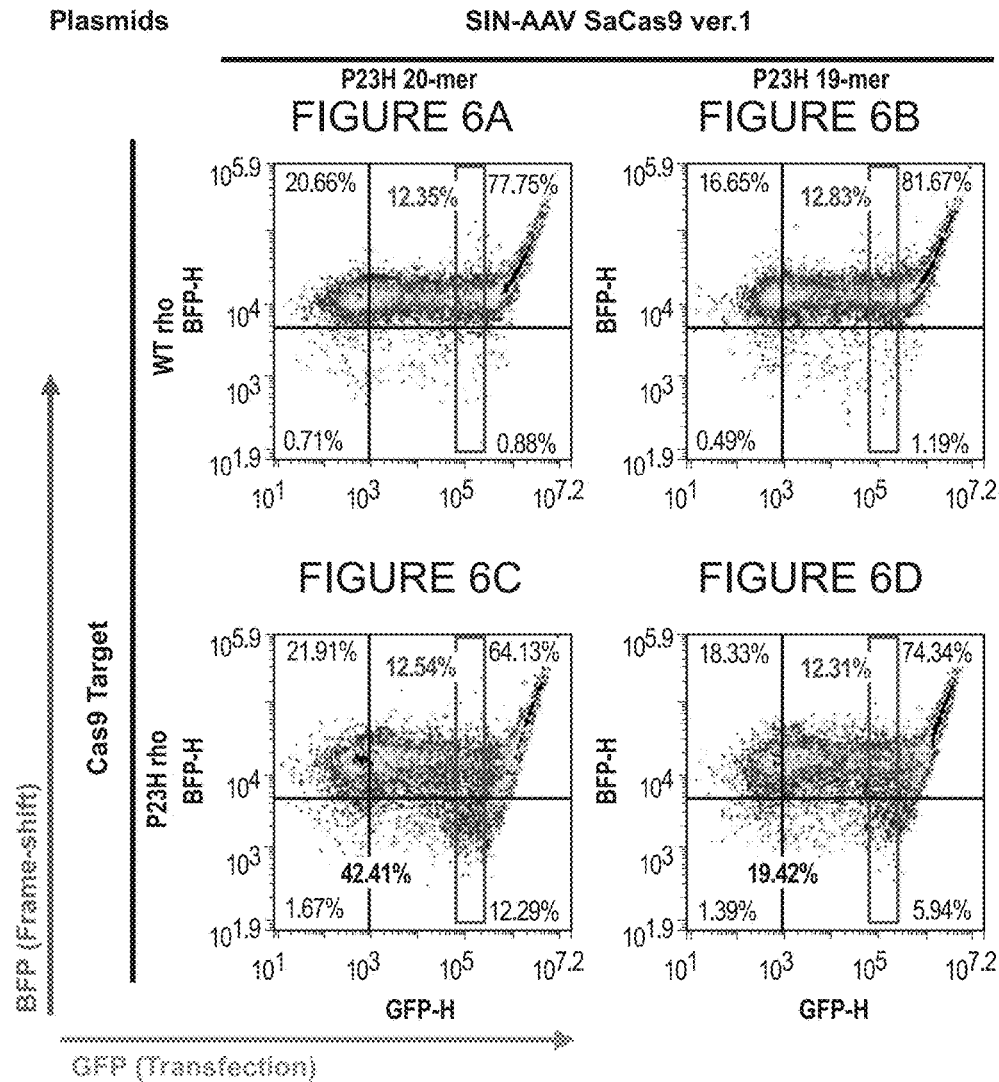 Plasmids
SIN-AAV SaCas9 ver.1
P23H 20-mer
P23H 19-mer
FIGURE 6A
FIGURE 6B
10^5.9
20.66%
12.35%
77.75%
10^5.9
16.65%
12.83%
81.67%
WT rho
BFP-H
10^4
10^3
BFP-H
10^4
10^3
0.71%
0.88%
0.49%
1.19%
10^1.9
10^1.9
10^1
10^3
10^5
10^7.2
10^1
10^3
10^5
10^7.2
FIGURE 6C
FIGURE 6D
10^5.9
21.91%
12.54%
64.13%
10^5.9
18.33%
12.31%
74.34%
Cas9 Target
P23H rho
BFP-H
10^4
10^3
BFP-H
10^4
10^3
42.41%
19.42%
1.67%
12.29%
1.39%
5.94%
10^1.9
10^1.9
10^1
10^3
10^5
10^7.2
10^1
10^3
10^5
10^7.2
GFP-H
GFP-H
BFP (Frame-shift)
GFP (Transfection)